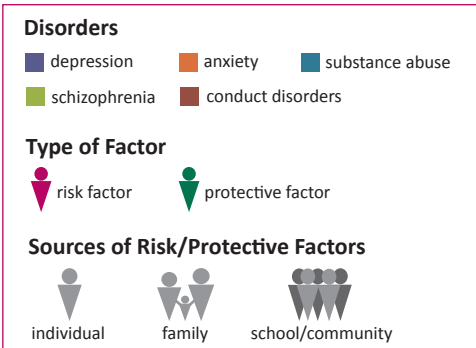 Disorders
depression anxiety substance abuse
schizophrenia conduct disorders
Type of Factor
risk factor protective factor
Sources of Risk/Protective Factors
individual family school/community